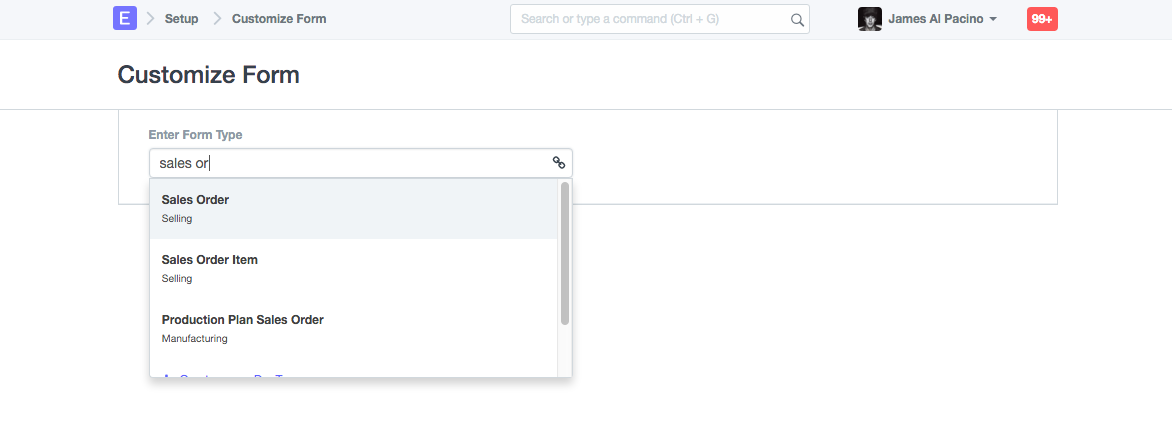 E Setup Customize Form Search or type a command (Ctrl + G) James Al Pacino 99+
Customize Form
Enter Form Type
sales or
Sales Order
Selling
Sales Order Item
Selling
Production Plan Sales Order
Manufacturing